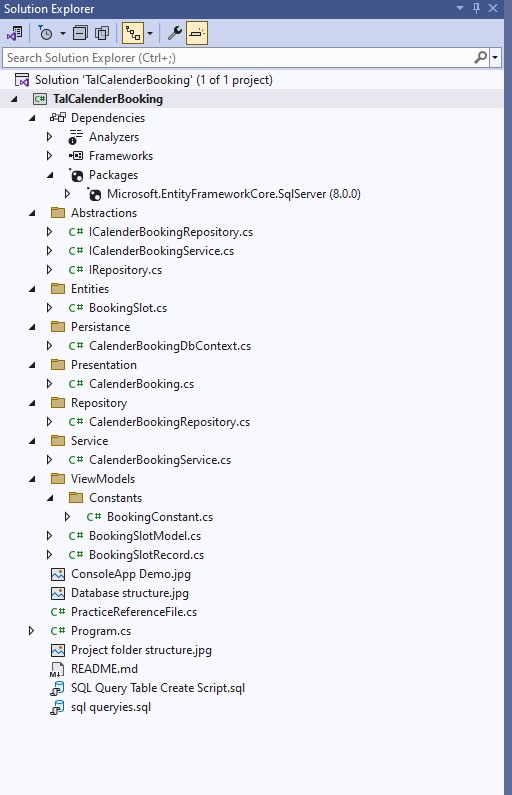 Solution Explorer
Search Solution Explorer (Ctrl+;)
Solution 'TalCalenderBooking' (1 of 1 project)
C# TalCalenderBooking
Dependencies
Analyzers
Frameworks
Packages
Microsoft.EntityFrameworkCore.SqlServer (8.0.0)
Abstractions
C# ICalenderBookingRepository.cs
C# ICalenderBookingService.cs
C# IRepository.cs
Entities
C# BookingSlot.cs
Persistance
C# CalenderBookingDbContext.cs
Presentation
C# CalenderBooking.cs
Repository
C# CalenderBookingRepository.cs
Service
C# CalenderBookingService.cs
ViewModels
Constants
C# BookingConstant.cs
C# BookingSlotModel.cs
C# BookingSlotRecord.cs
ConsoleApp Demo.jpg
Database structure.jpg
C# PracticeReferenceFile.cs
C# Program.cs
Project folder structure.jpg
M↓ README.md
SQL Query Table Create Script.sql
sql queryies.sql